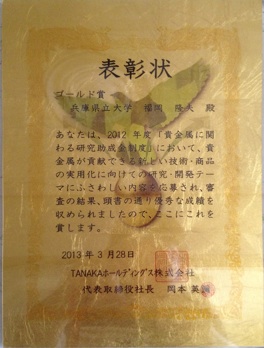 表彰状
ゴールド賞
兵庫県立大学 福岡 隆夫 殿
あなたは、2012 年度「貴金属に関
わる研究助成金制度」において、貴
金属が貢献できる新しい技術・商品
の実用化に向けての研究・開発テー
マにふさわしい内容を応募され、審
査の結果、頭書の通り優秀な成績を
収められましたので、ここにこれを
賞します。
2013 年 3 月 28日
TANAKAホールディングス株式会社
代表取締役社長 岡本 英彌